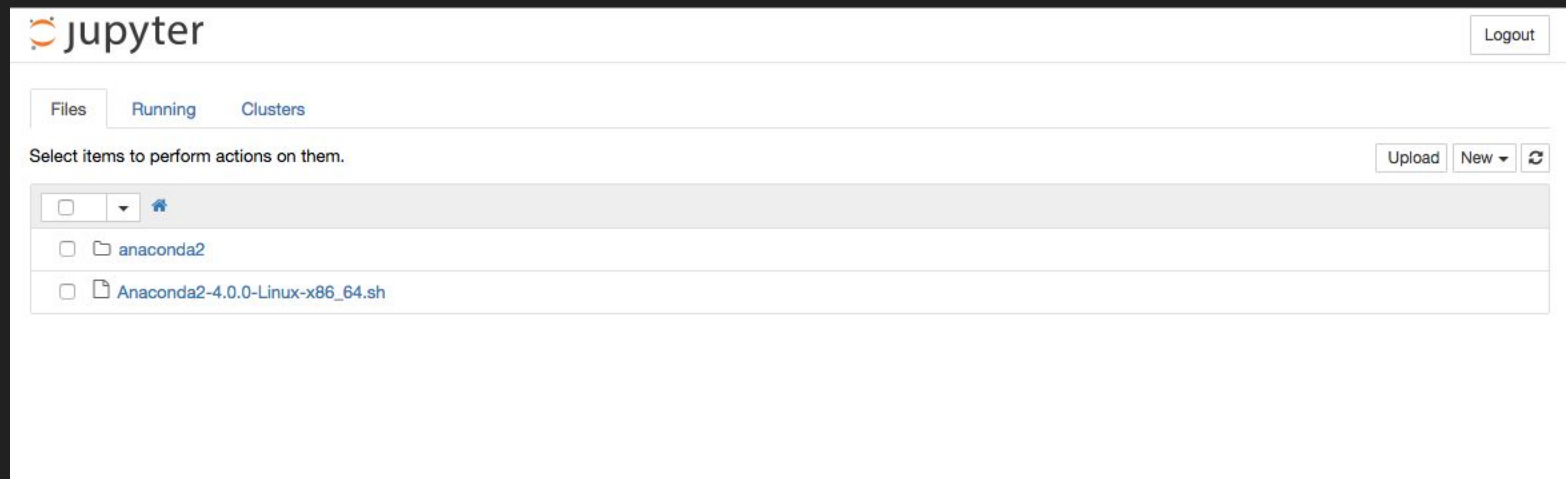 jupyter
Logout
Files Running Clusters
Select items to perform actions on them.
Upload New
anaconda2
Anaconda2-4.0.0-Linux-x86_64.sh